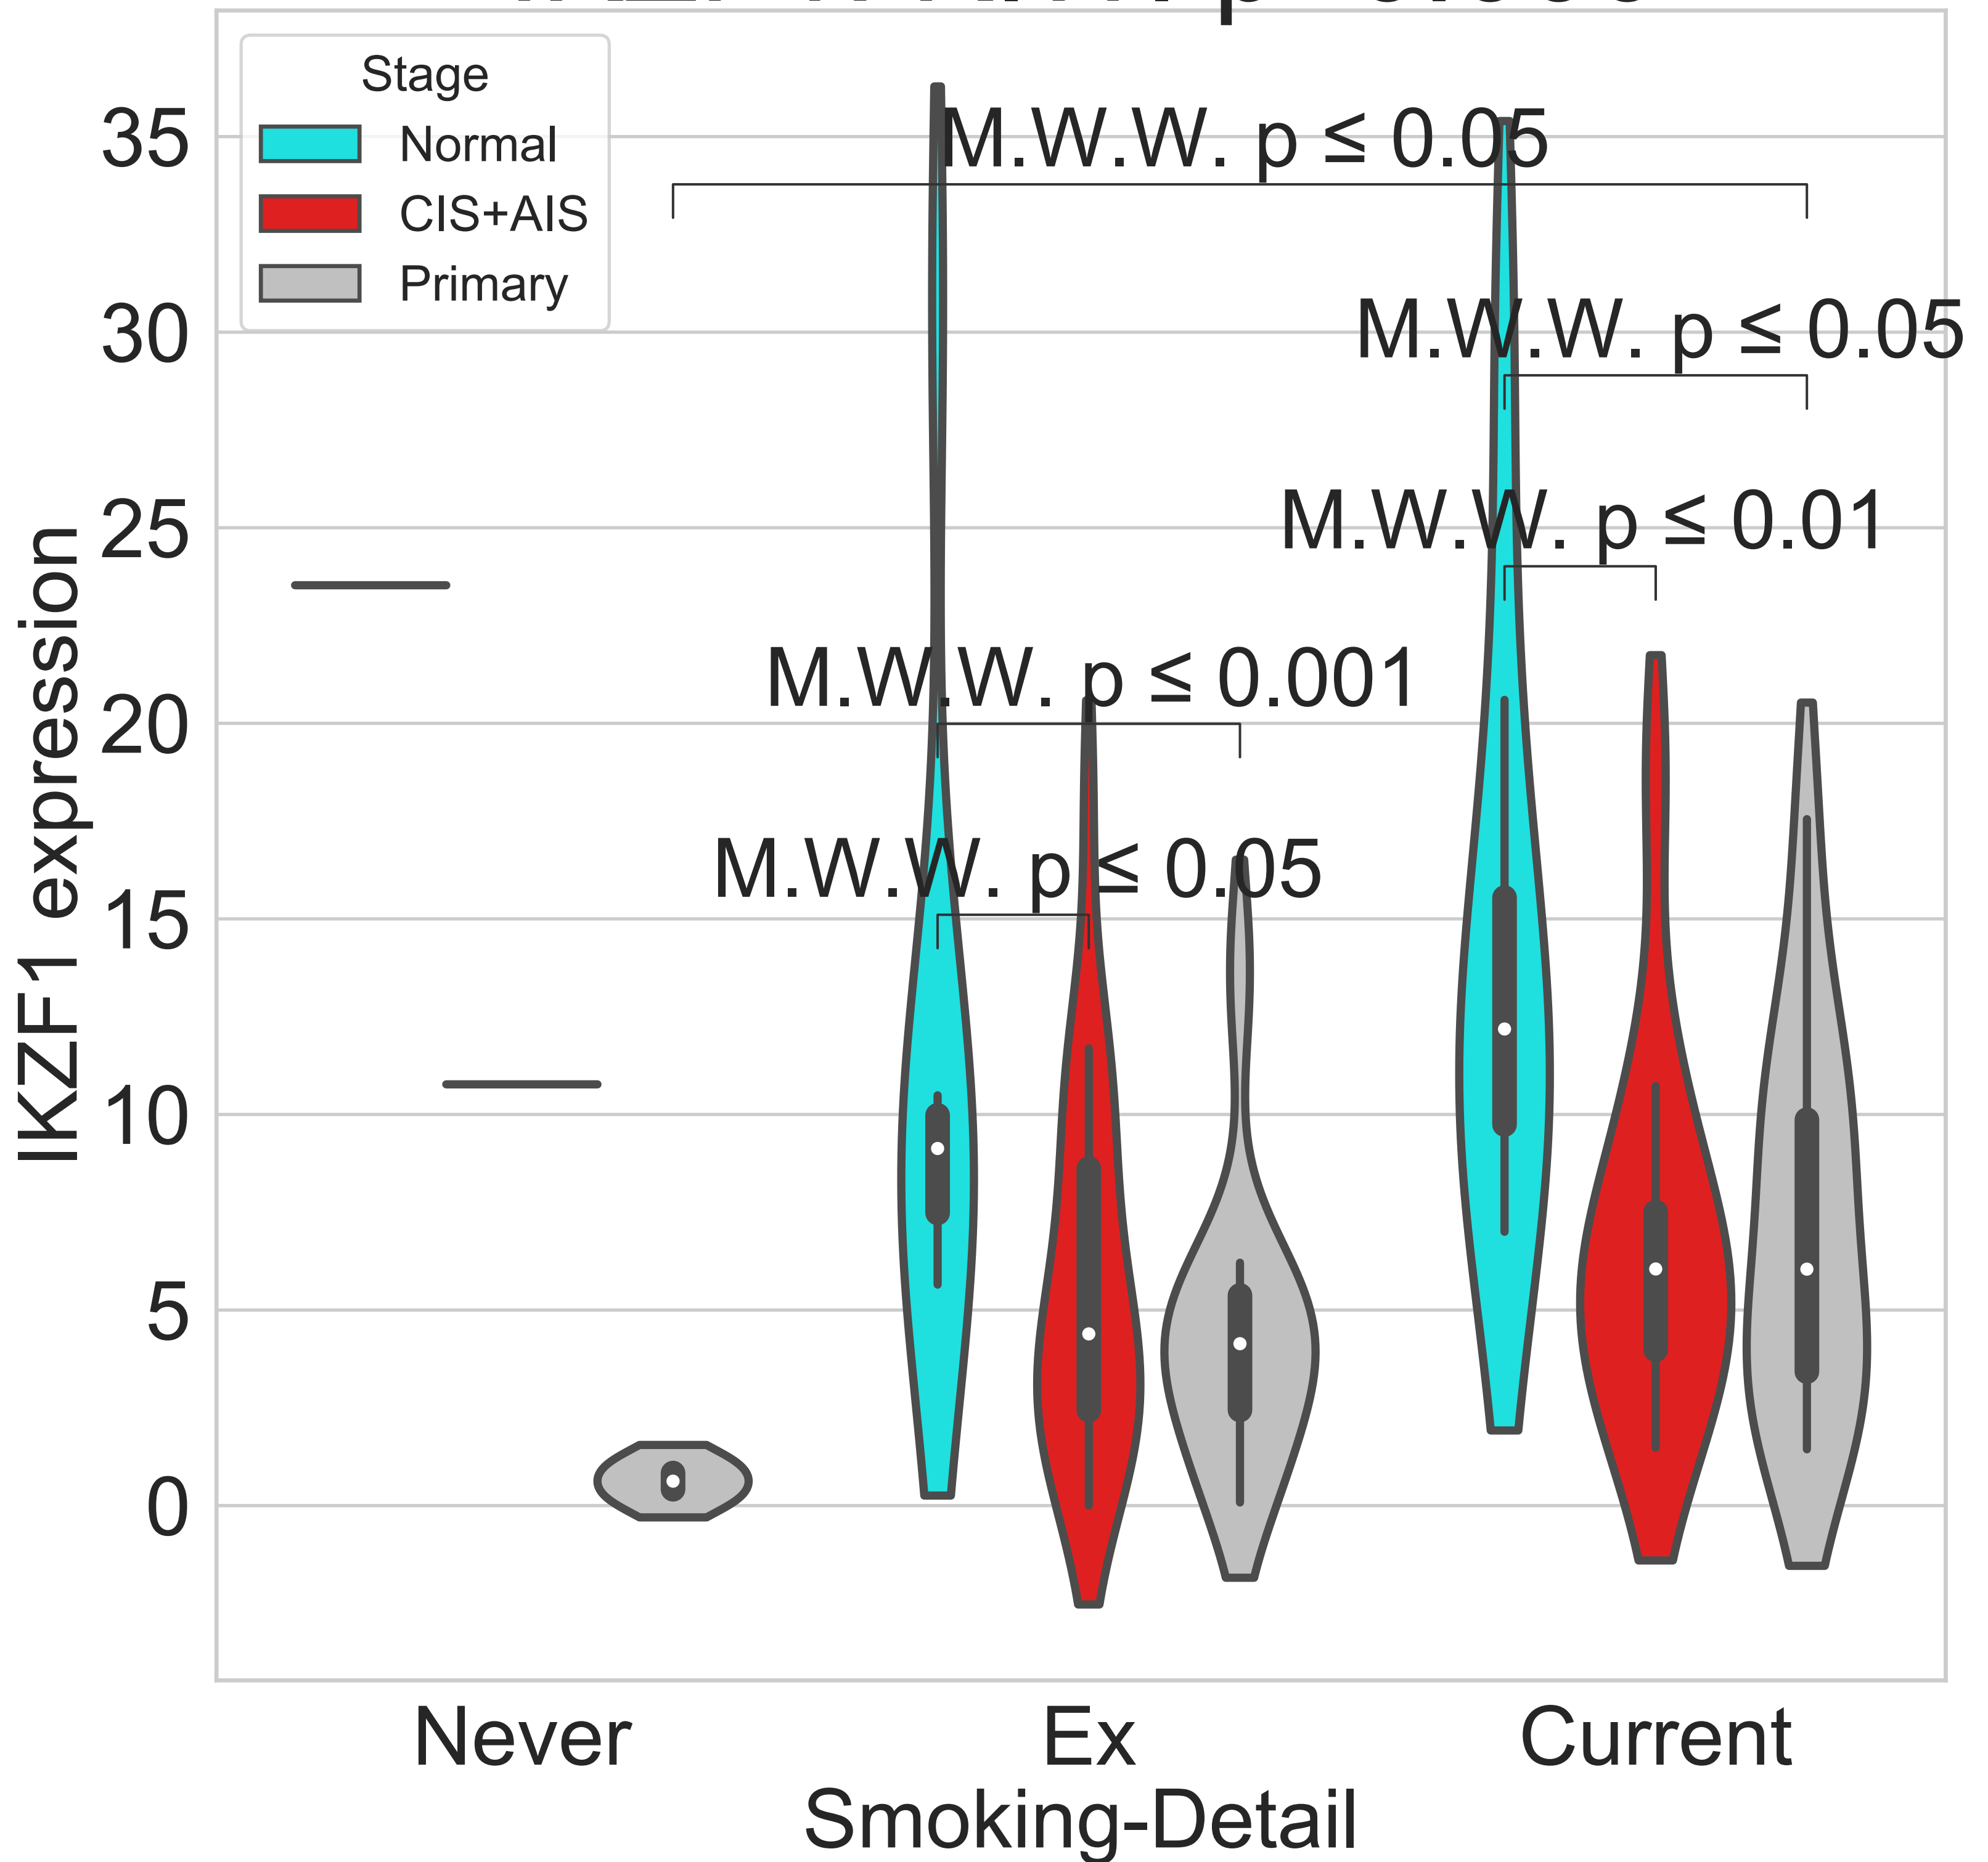 Stage
Normal
CIS+AIS
Primary
M.W.W. p ≤ 0.05
M.W.W. p ≤ 0.05
M.W.W. p ≤ 0.01
M.W.W. p ≤ 0.001
M.W.W. p ≤ 0.05
35
30
25
20
15
10
5
0
IKZF1 expression
Never Ex Current
Smoking-Detail